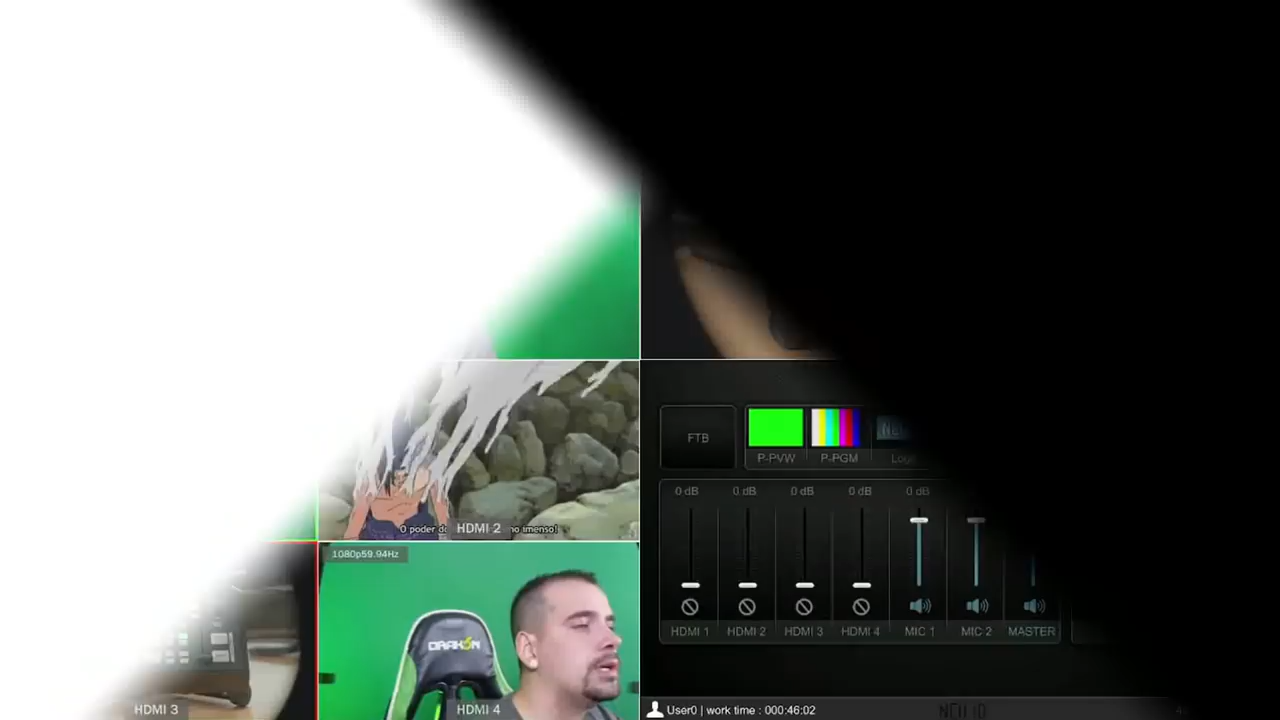 FTB
P-PVW P-PGM
0 dB 0 dB 0 dB 0 dB 0 dB
O poder do
HDMI 2
no imenso!
1080p59.94Hz
DRAKON
HDMI 1 HDMI 2 HDMI 3 HDMI 4 MIC 1 MIC 2 MASTER
HDMI 3
HDMI 4
User0 | work time : 000:46:02